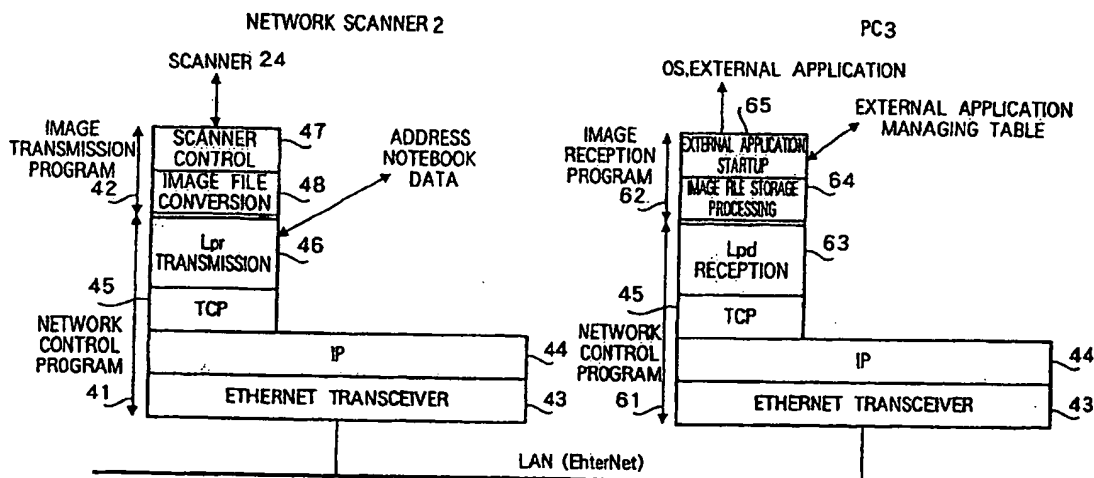 NETWORK SCANNER 2
SCANNER 24
IMAGE
TRANSMISSION
PROGRAM
42
SCANNER
CONTROL
47
IMAGE FILE
CONVERSION
48
ADDRESS
NOTEBOOK
DATA
Lpr
TRANSMISSION
46
45
TCP
NETWORK
CONTROL
PROGRAM
41
IP
44
ETHERNET TRANSCEIVER
43
PC3
OS,EXTERNAL APPLICATION
65
IMAGE
RECEPTION
PROGRAM
62
EXTERNAL APPLICATION
STARTUP
EXTERNAL APPLICATION
MANAGING TABLE
64
IMAGE FILE STORAGE
PROCESSING
Lpd
RECEPTION
63
45
TCP
NETWORK
CONTROL
PROGRAM
61
IP
44
ETHERNET TRANSCEIVER
43
LAN (EhterNet)